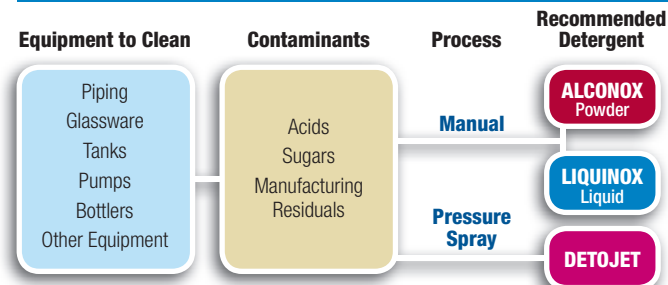 Equipment to Clean
Contaminants
Process
Recommended
Detergent
Piping
Glassware
Tanks
Pumps
Bottlers
Other Equipment
Acids
Sugars
Manufacturing
Residuals
Manual
Pressure
Spray
ALCONOX
Powder
LIQUINOX
Liquid
DETOJET